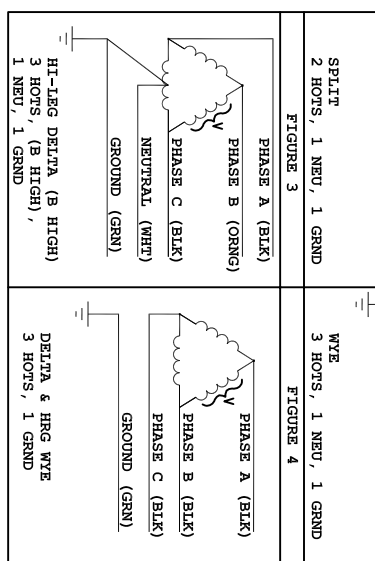 SPLIT
2 HOTS, 1 NEU, 1 GRND
WYE
3 HOTS, 1 NEU, 1 GRND
FIGURE 3
PHASE A (BLK)
PHASE B (ORNG)
V
PHASE C (BLK)
NEUTRAL (WHT)
GROUND (GRN)
HI-LEG DELTA (B HIGH)
3 HOTS, (B HIGH),
1 NEU, 1 GRND
FIGURE 4
PHASE A (BLK)
V
PHASE B (BLK)
PHASE C (BLK)
GROUND (GRN)
DELTA & HRG WYE
3 HOTS, 1 GRND